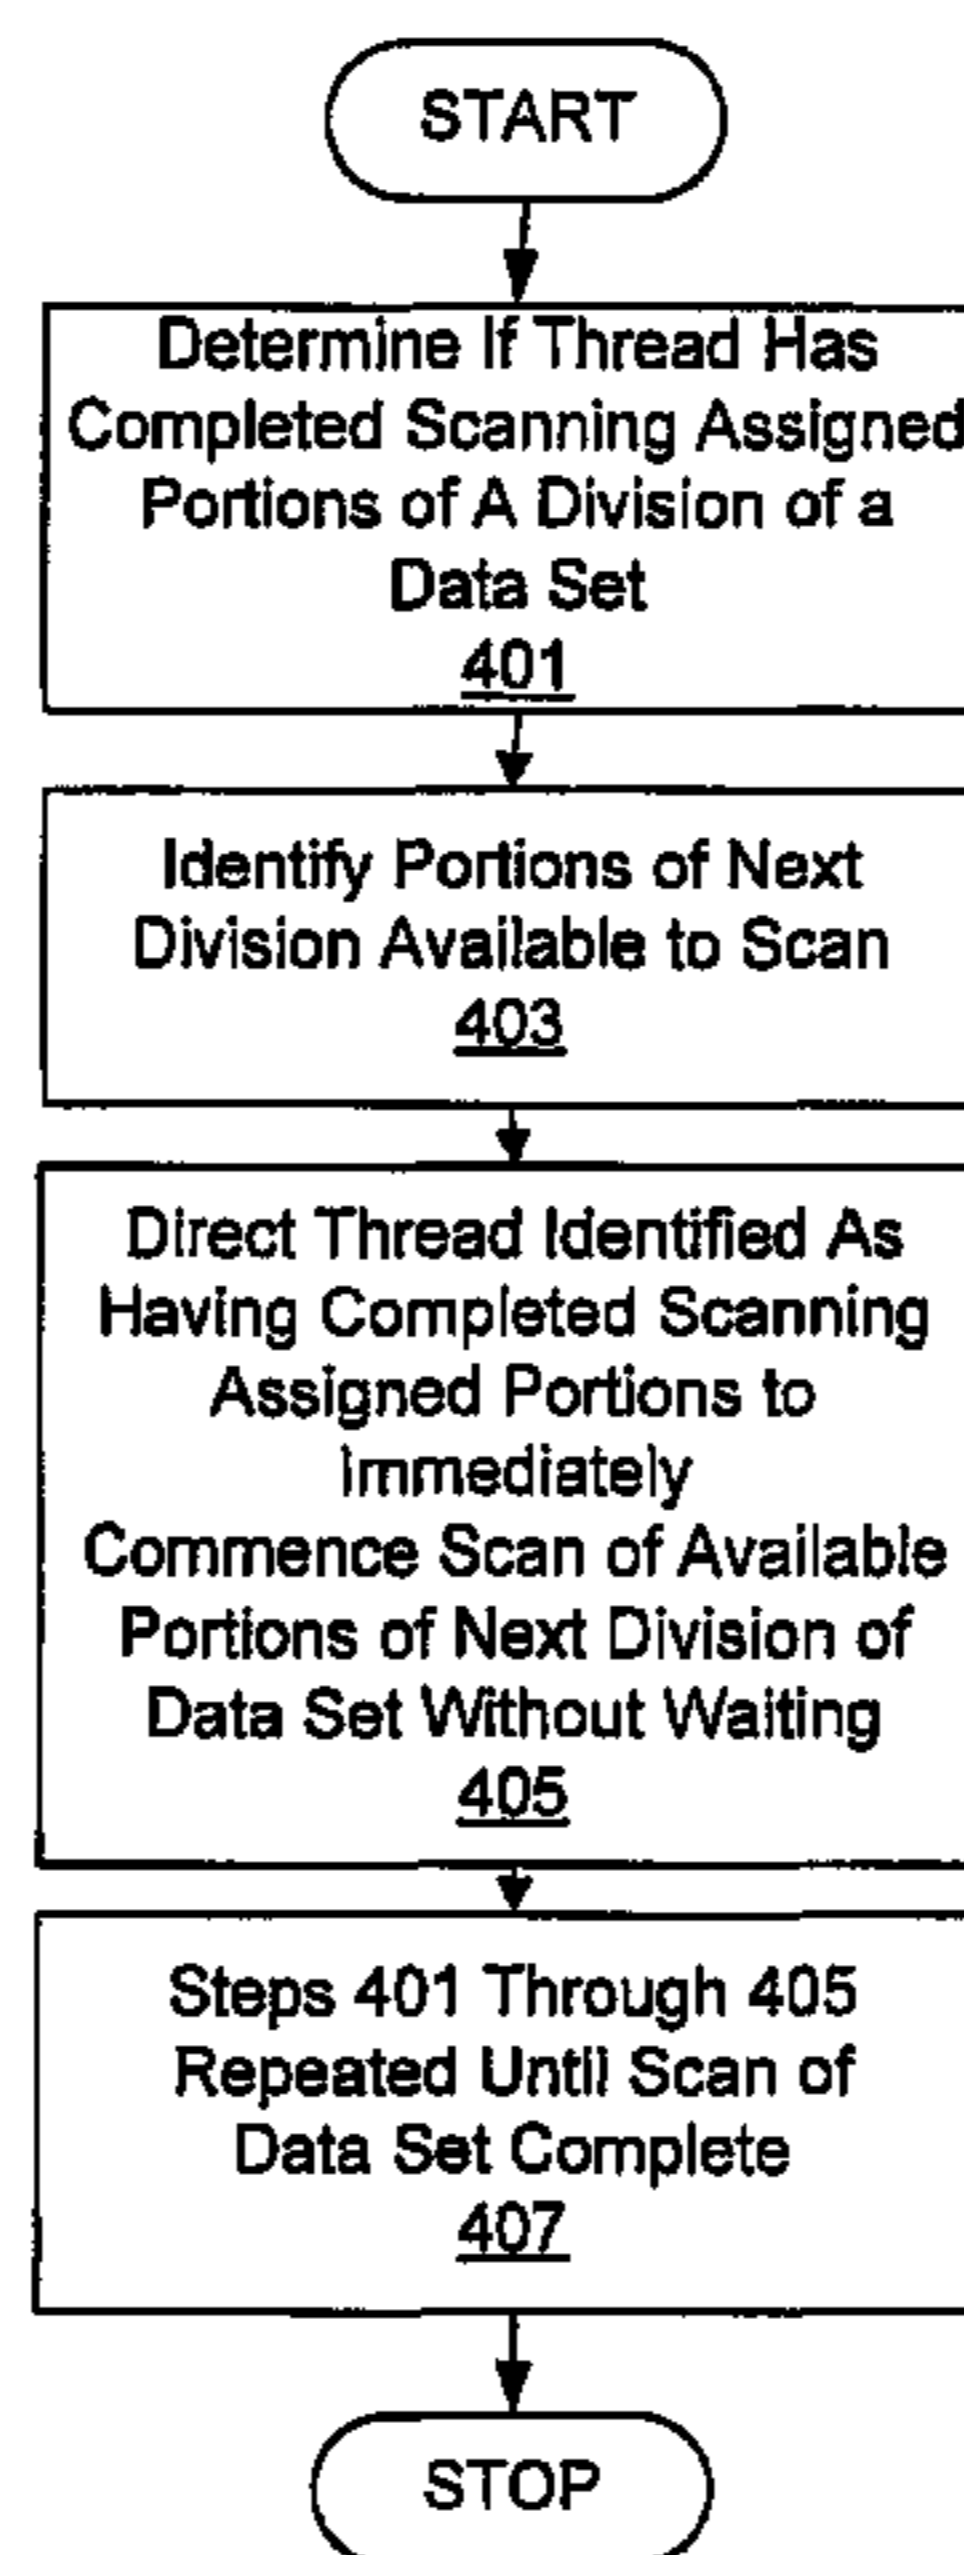 START
Determine If Thread Has
Completed Scanning Assigned
Portions of A Division of a
Data Set
401
Identify Portions of Next
Division Available to Scan
403
Direct Thread Identified As
Having Completed Scanning
Assigned Portions to
Immediately
Commence Scan of Available
Portions of Next Division of
Data Set Without Waiting
405
Steps 401 Through 405
Repeated Until Scan of
Data Set Complete
407
STOP